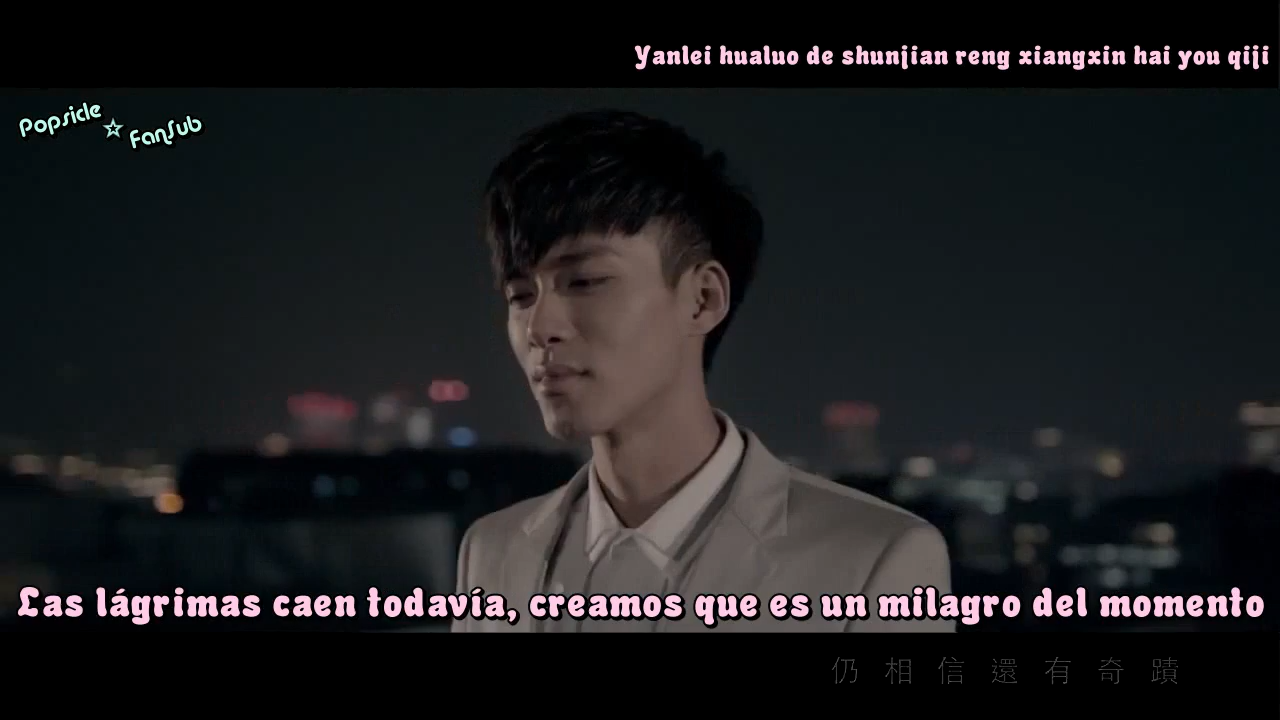 Yanlei hualuo de shunjian reng xiangxin hai you qiji
Popsicle ☆ FanSub
Las lágrimas caen todavía, creamos que es un milagro del momento
仍相信還有奇蹟